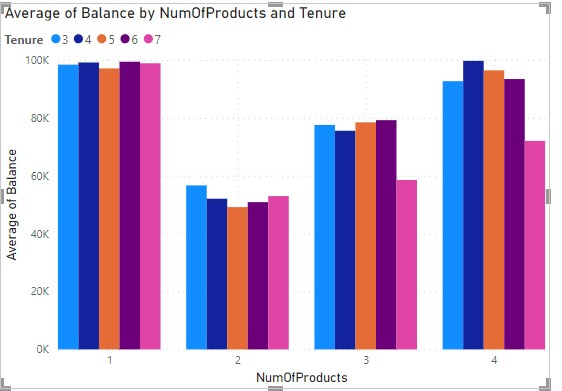 Average of Balance by NumOfProducts and Tenure
Tenure 3 4 5 6 7
100K
80K
60K
40K
20K
0K
Average of Balance
1 2 3 4
NumOfProducts